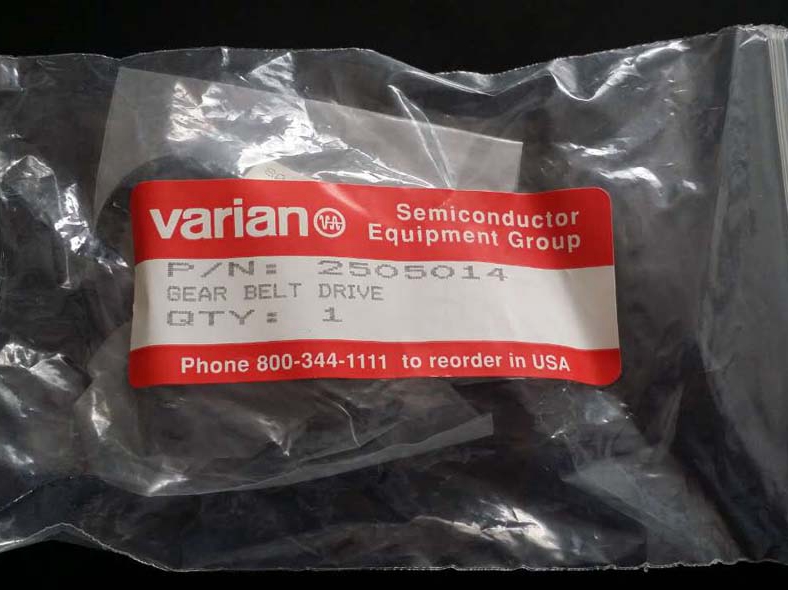 varian
Semiconductor
Equipment Group
P/N: 2505014
GEAR BELT DRIVE
QTY: 1
Phone 800-344-1111 to reorder in USA